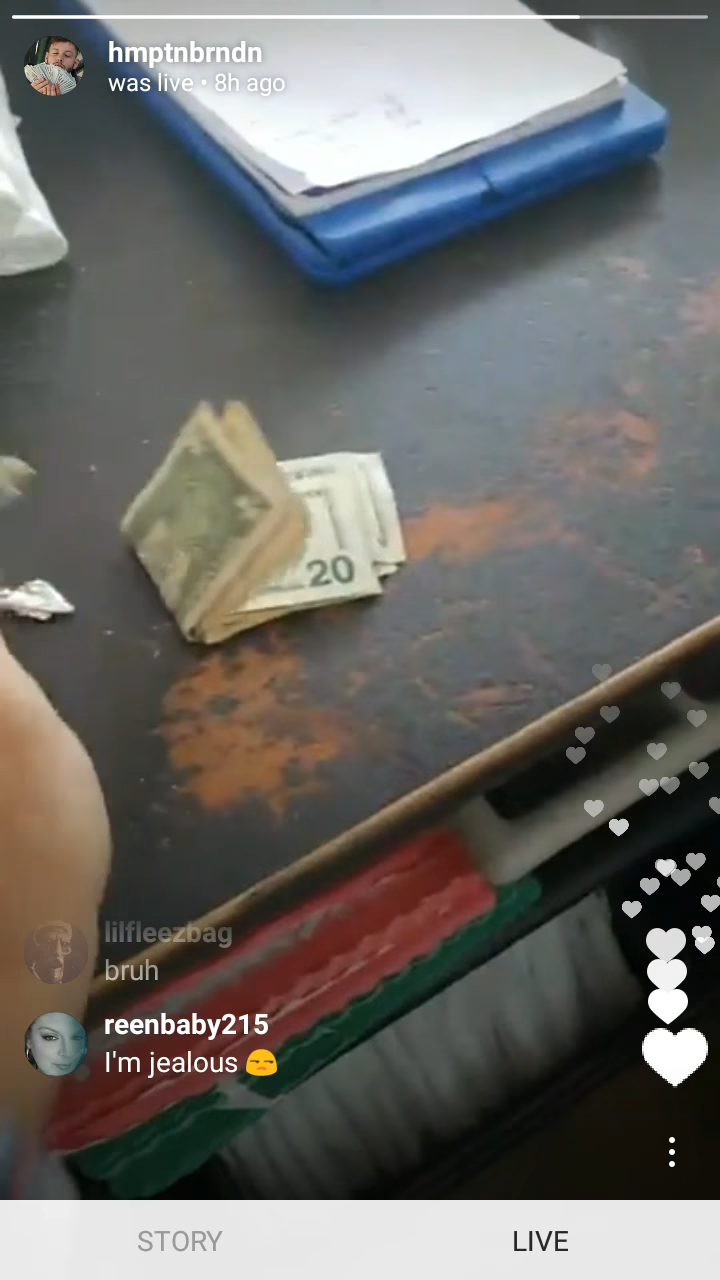 hmptnbrndn
was live • 8h ago
20
lilfleezbag
bruh
reenbaby215
I'm jealous 😒
STORY
LIVE